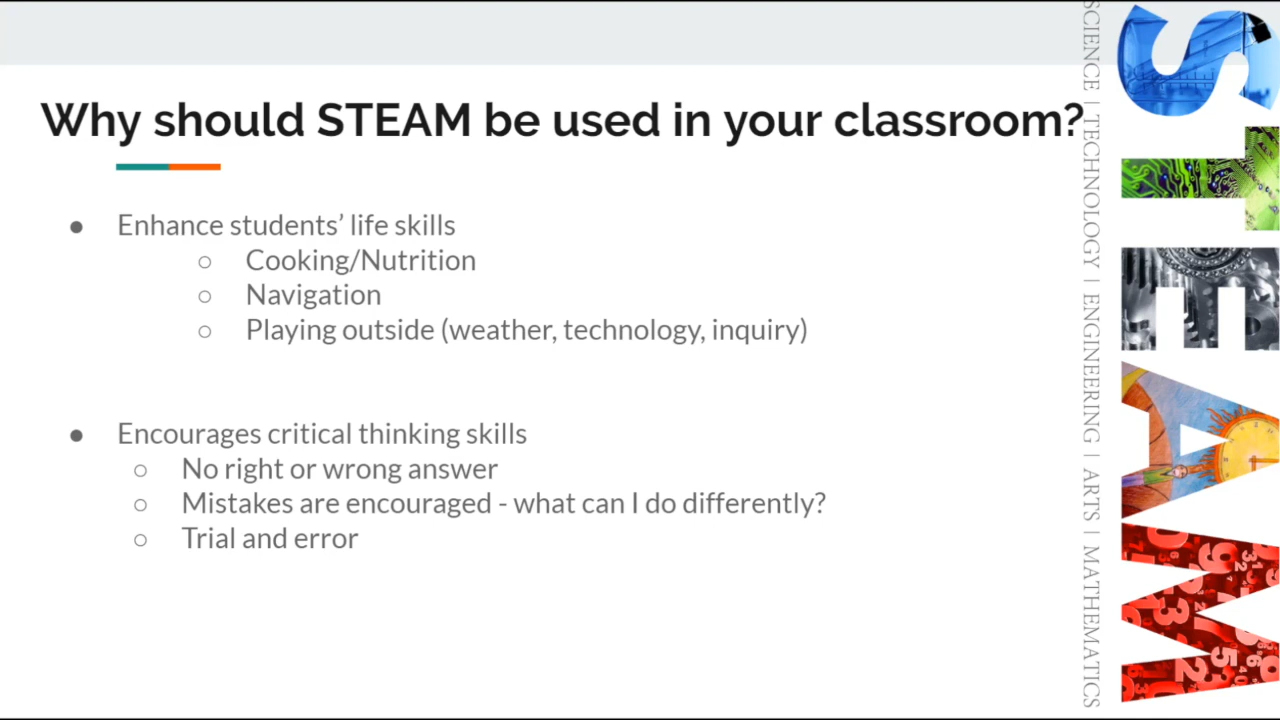 Why should STEAM be used in your classroom?
● Enhance students’ life skills
○ Cooking/Nutrition
○ Navigation
○ Playing outside (weather, technology, inquiry)
● Encourages critical thinking skills
○ No right or wrong answer
○ Mistakes are encouraged - what can I do differently?
○ Trial and error
SCIENCE | TECHNOLOGY | ENGINEERING | ARTS | MATHEMATICS
STEAM